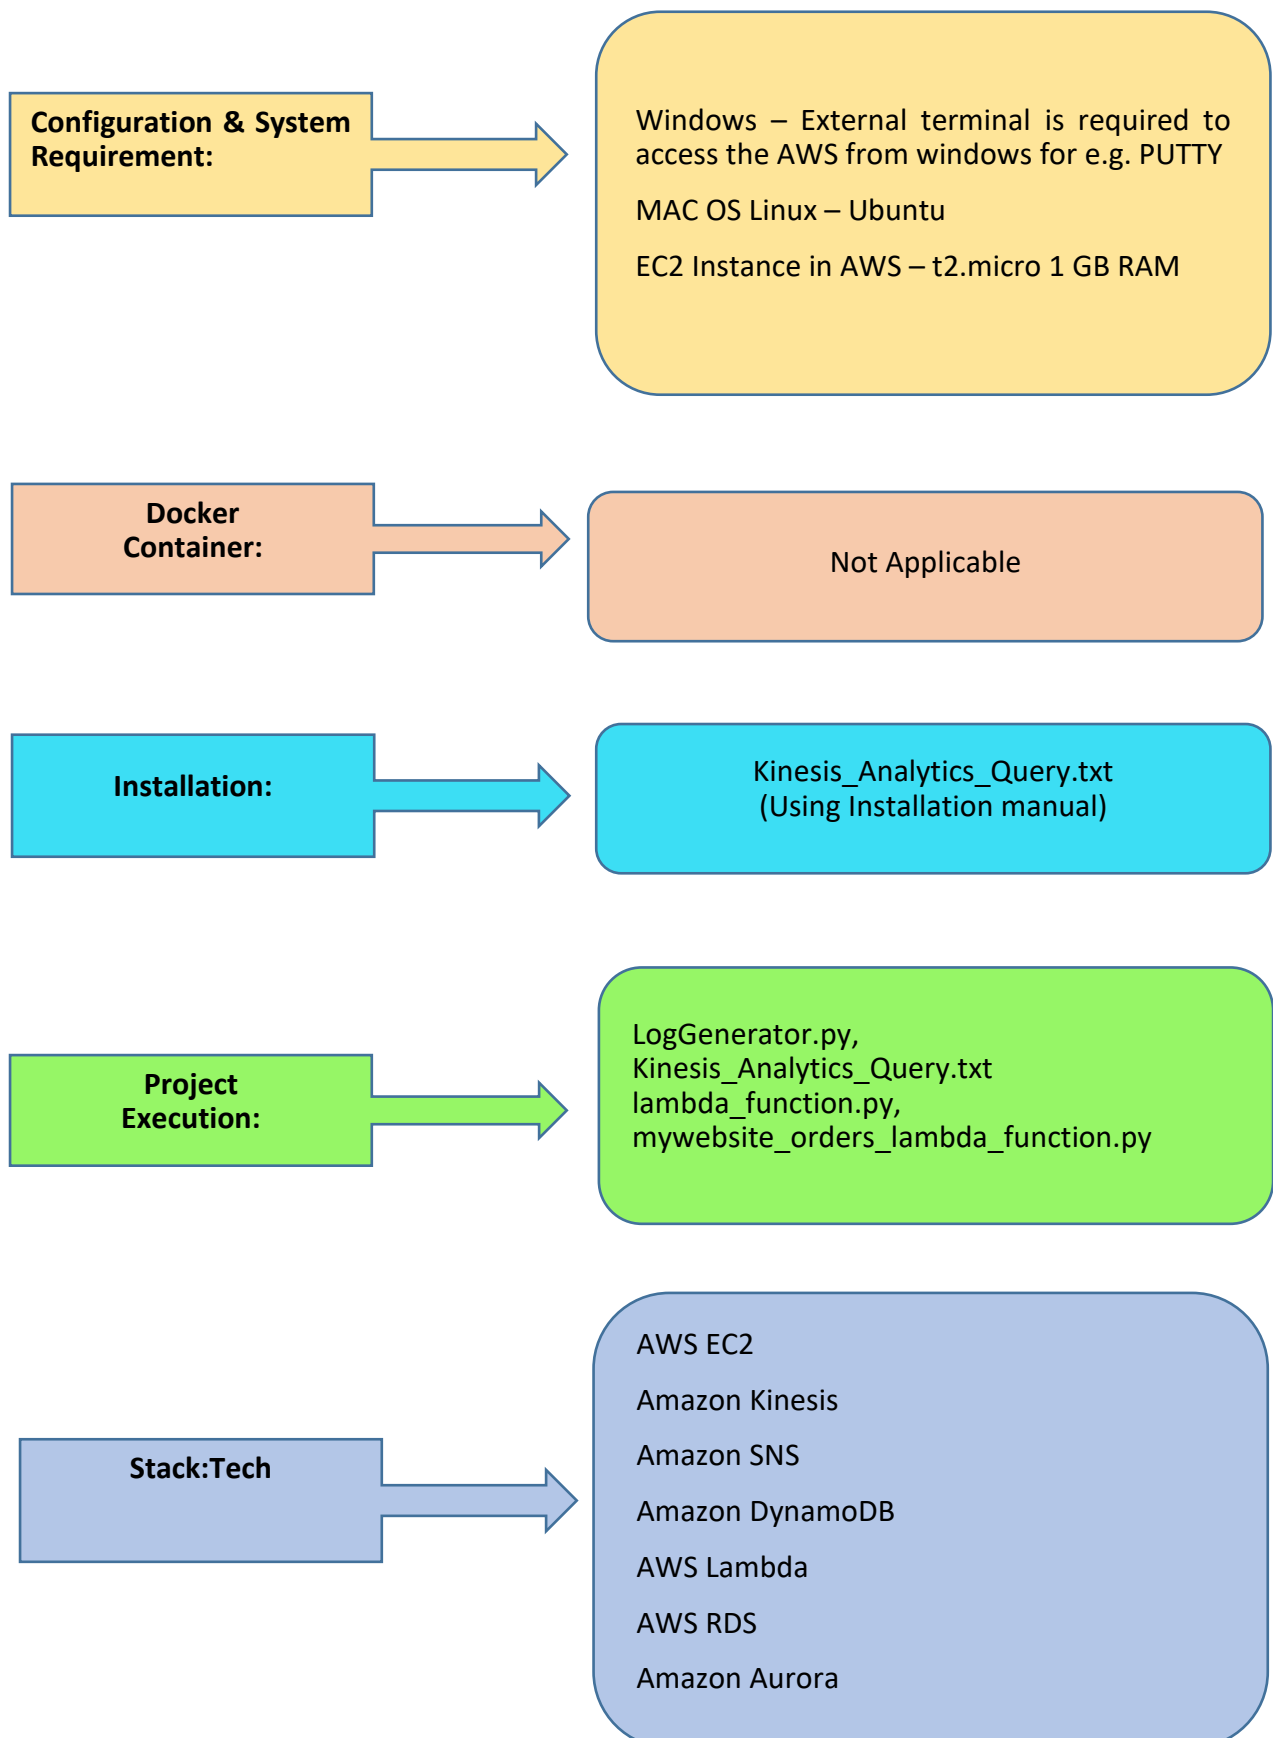 Configuration & System
Requirement:
Windows – External terminal is required to
access the AWS from windows for e.g. PUTTY
MAC OS Linux – Ubuntu
EC2 Instance in AWS – t2.micro 1 GB RAM
Docker
Container:
Not Applicable
Installation:
Kinesis_Analytics_Query.txt
(Using Installation manual)
Project
Execution:
LogGenerator.py,
Kinesis_Analytics_Query.txt
lambda_function.py,
mywebsite_orders_lambda_function.py
Stack:Tech
AWS EC2
Amazon Kinesis
Amazon SNS
Amazon DynamoDB
AWS Lambda
AWS RDS
Amazon Aurora